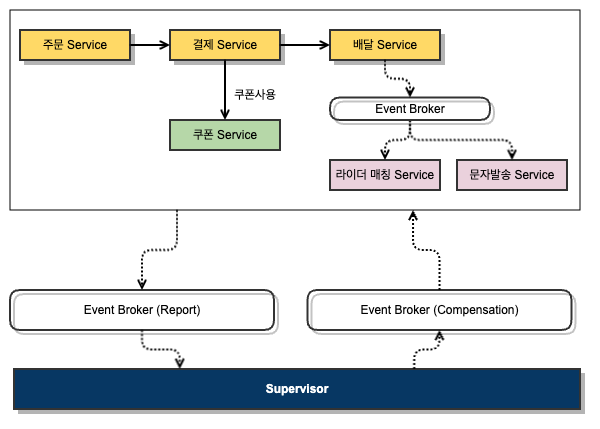 주문 Service
결제 Service
배달 Service
쿠폰사용
Event Broker
쿠폰 Service
라이더 매칭 Service
문자발송 Service
Event Broker (Report)
Event Broker (Compensation)
Supervisor